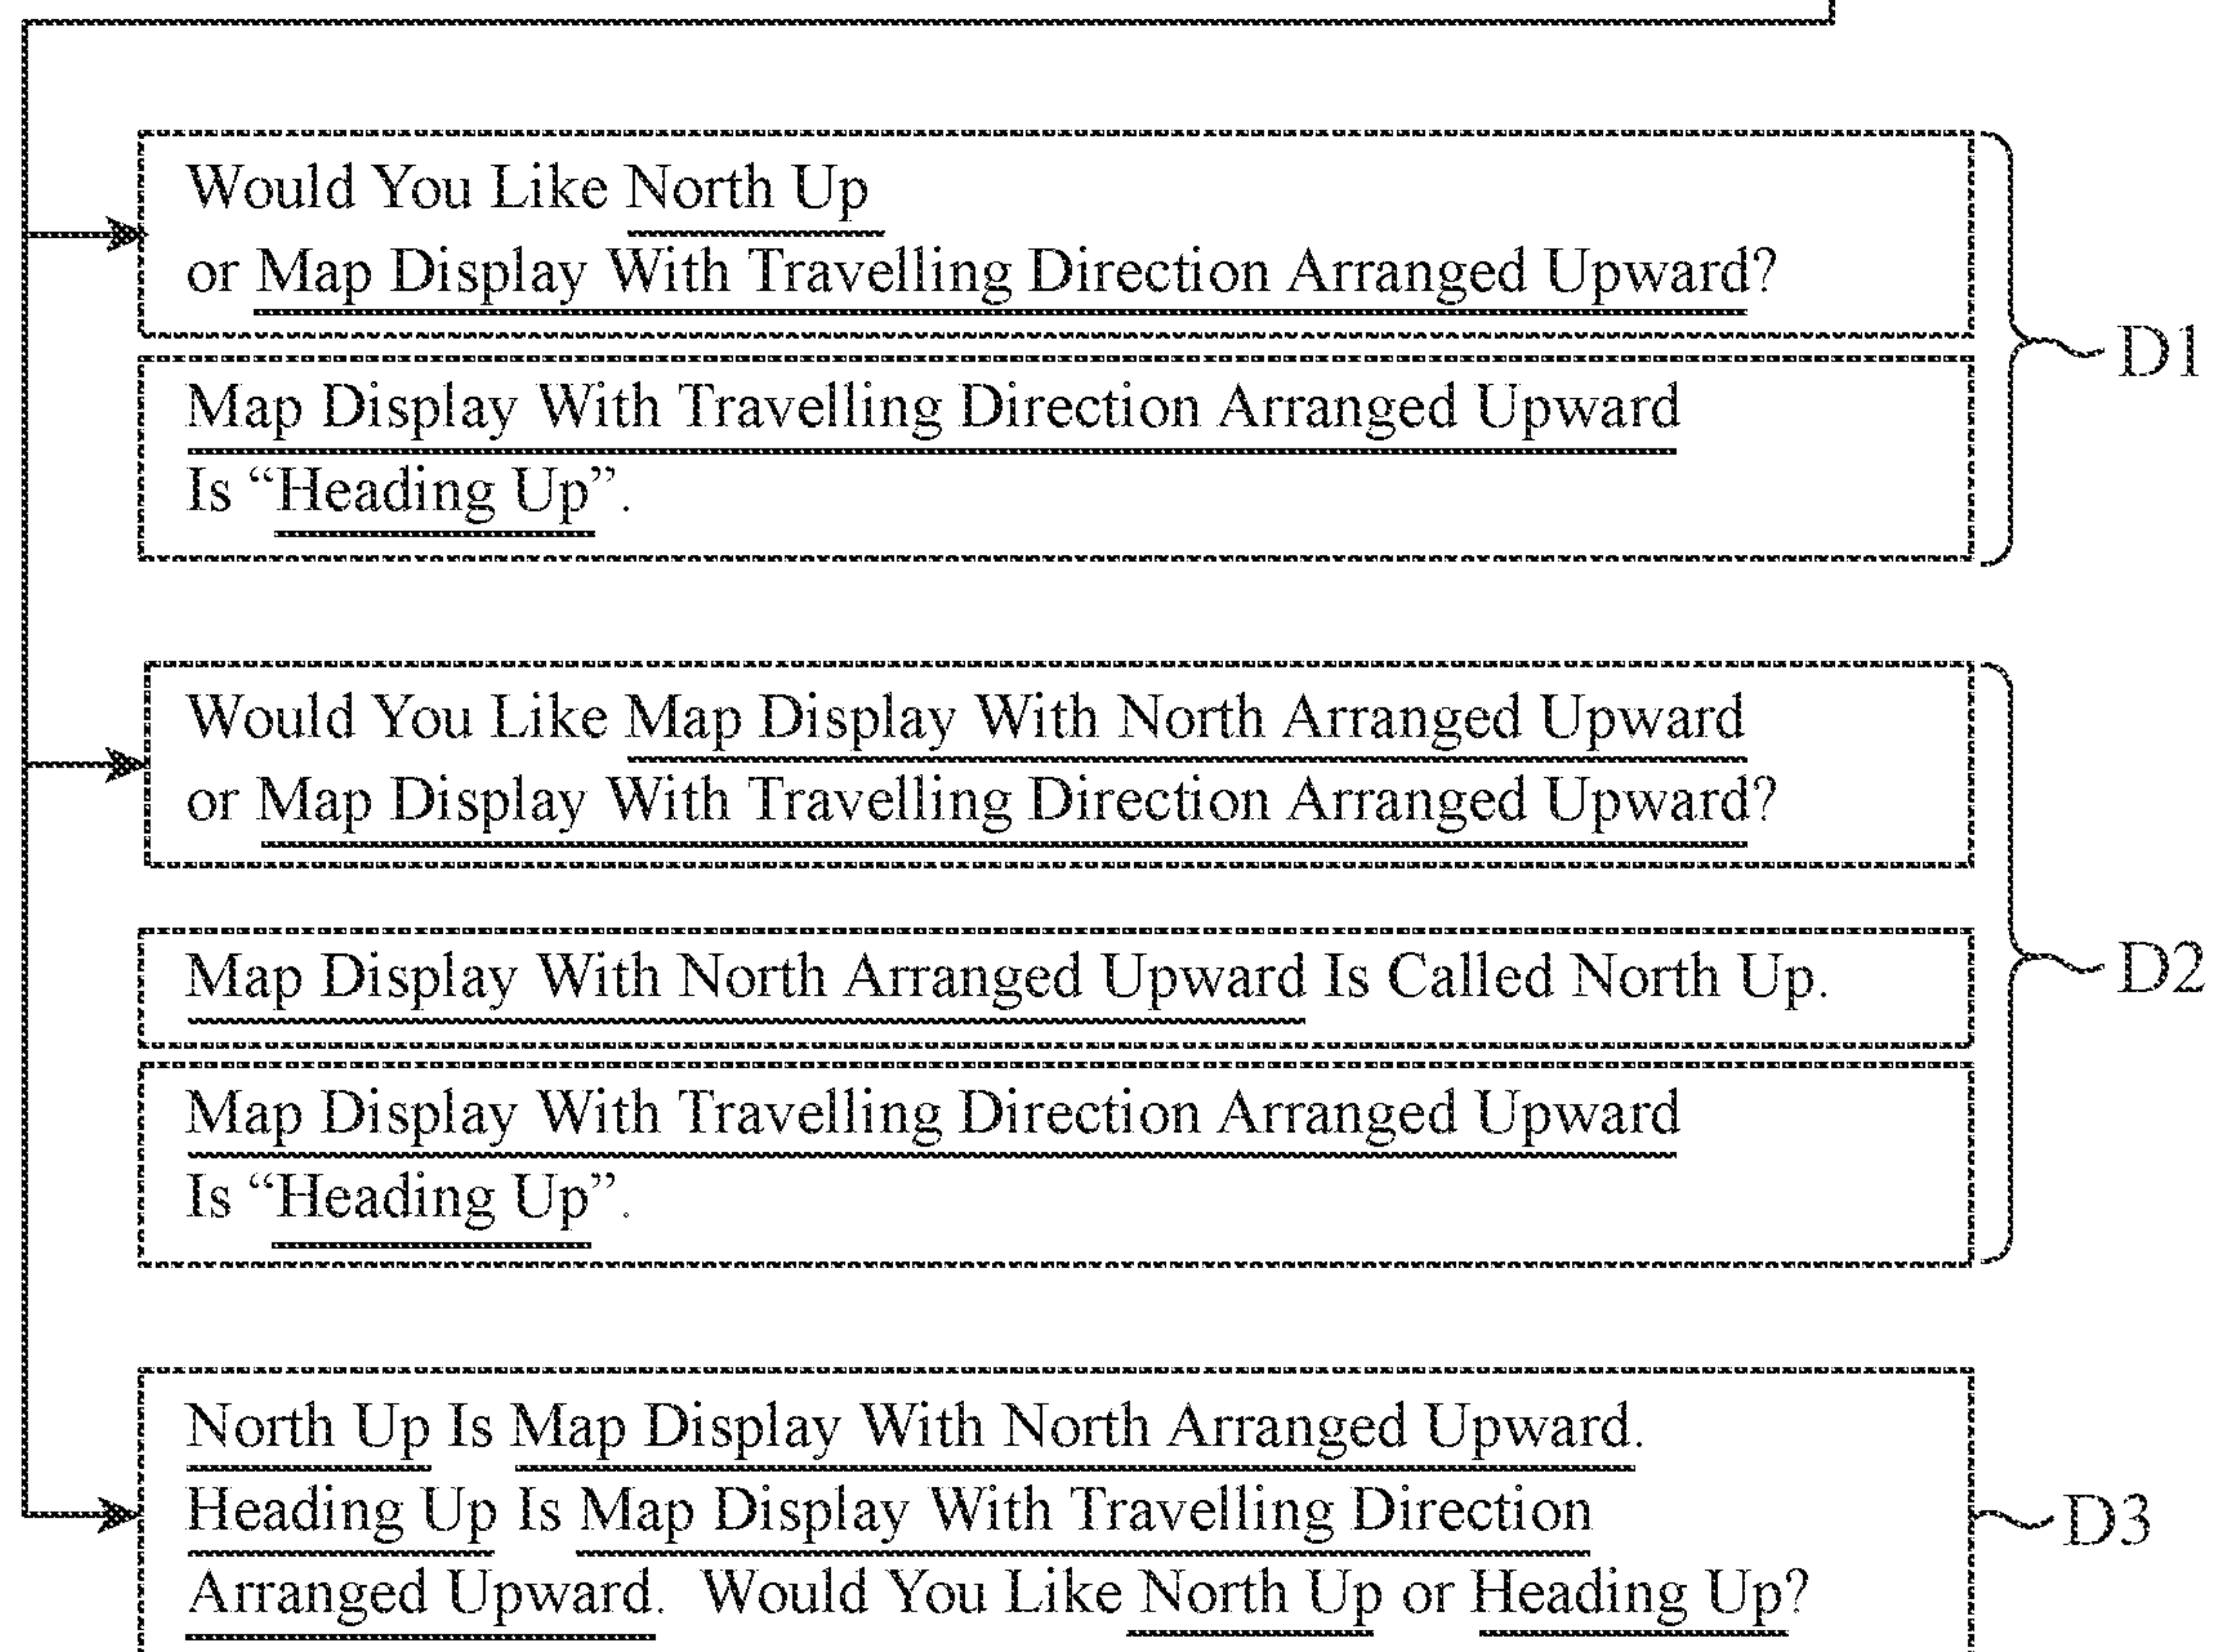 Would You Like North Up
or Map Display With Travelling Direction Arranged Upward?
Map Display With Travelling Direction Arranged Upward
Is “Heading Up”.
D1
Would You Like Map Display With North Arranged Upward
or Map Display With Travelling Direction Arranged Upward?
Map Display With North Arranged Upward Is Called North Up.
Map Display With Travelling Direction Arranged Upward
Is “Heading Up”.
D2
North Up Is Map Display With North Arranged Upward.
Heading Up Is Map Display With Travelling Direction
Arranged Upward. Would You Like North Up or Heading Up?
D3